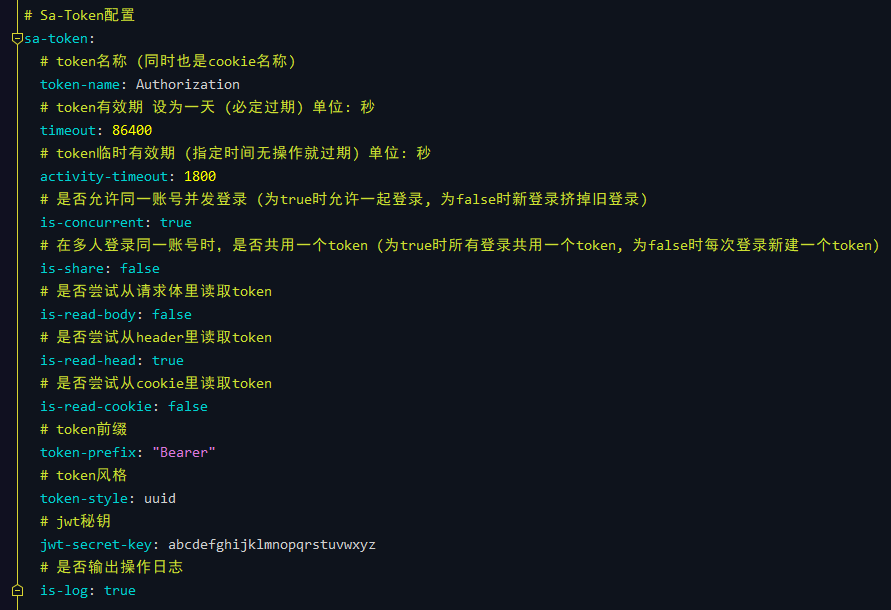 # Sa-Token配置
sa-token:
# token名称 (同时也是cookie名称)
token-name: Authorization
# token有效期 设为一天 (必定过期) 单位: 秒
timeout: 86400
# token临时有效期 (指定时间无操作就过期) 单位: 秒
activity-timeout: 1800
# 是否允许同一账号并发登录 (为true时允许一起登录, 为false时新登录挤掉旧登录)
is-concurrent: true
# 在多人登录同一账号时，是否共用一个token (为true时所有登录共用一个token, 为false时每次登录新建一个token)
is-share: false
# 是否尝试从请求体里读取token
is-read-body: false
# 是否尝试从header里读取token
is-read-head: true
# 是否尝试从cookie里读取token
is-read-cookie: false
# token前缀
token-prefix: "Bearer"
# token风格
token-style: uuid
# jwt秘钥
jwt-secret-key: abcdefghijklmnopqrstuvwxyz
# 是否输出操作日志
is-log: true